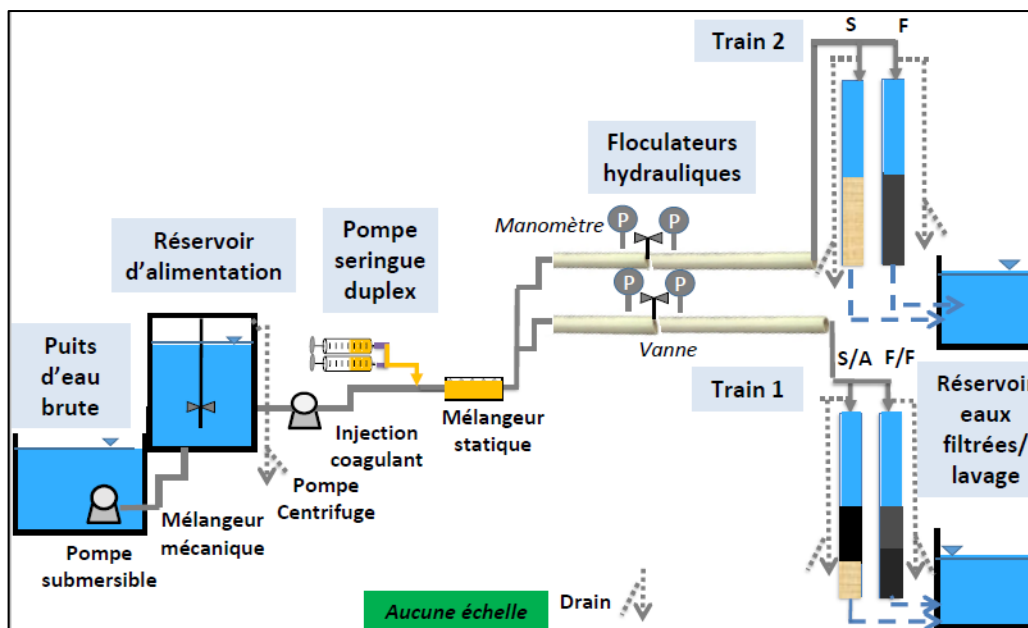 Train 2
S
F
Floculateurs
hydrauliques
P
P
Manomètre
Réservoir
d'alimentation
Pompe
seringue
duplex
P
P
Vanne
Puits
d'eau
brute
S/A
F/F
Train 1
Réservoir
eaux
filtrées/
lavage
Injection
coagulant
Mélangeur
statique
Pompe
Centrifuge
Mélangeur
mécanique
Pompe
submersible
Aucune échelle
Drain